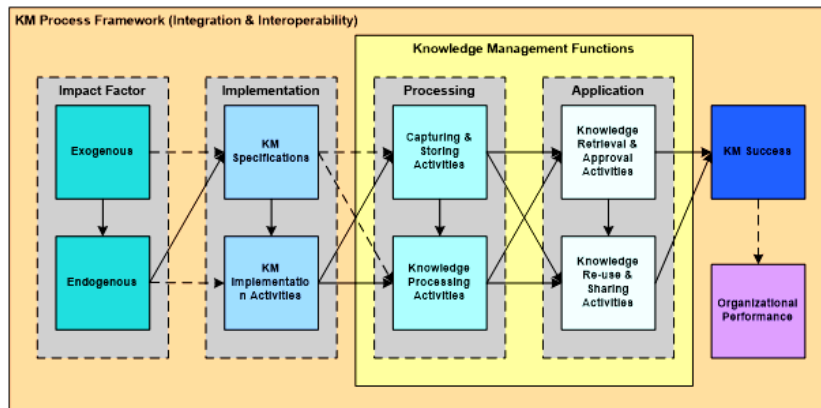 KM Process Framework (Integration & Interoperability)
Knowledge Management Functions
Impact Factor
Implementation
Processing
Application
Exogenous
KM
Specifications
Capturing &
Storing
Activities
Knowledge
Retrieval &
Approval
Activities
KM Success
Endogenous
KM
Implementatio
n Activities
Knowledge
Processing
Activities
Knowledge
Re-use &
Sharing
Activities
Organizational
Performance